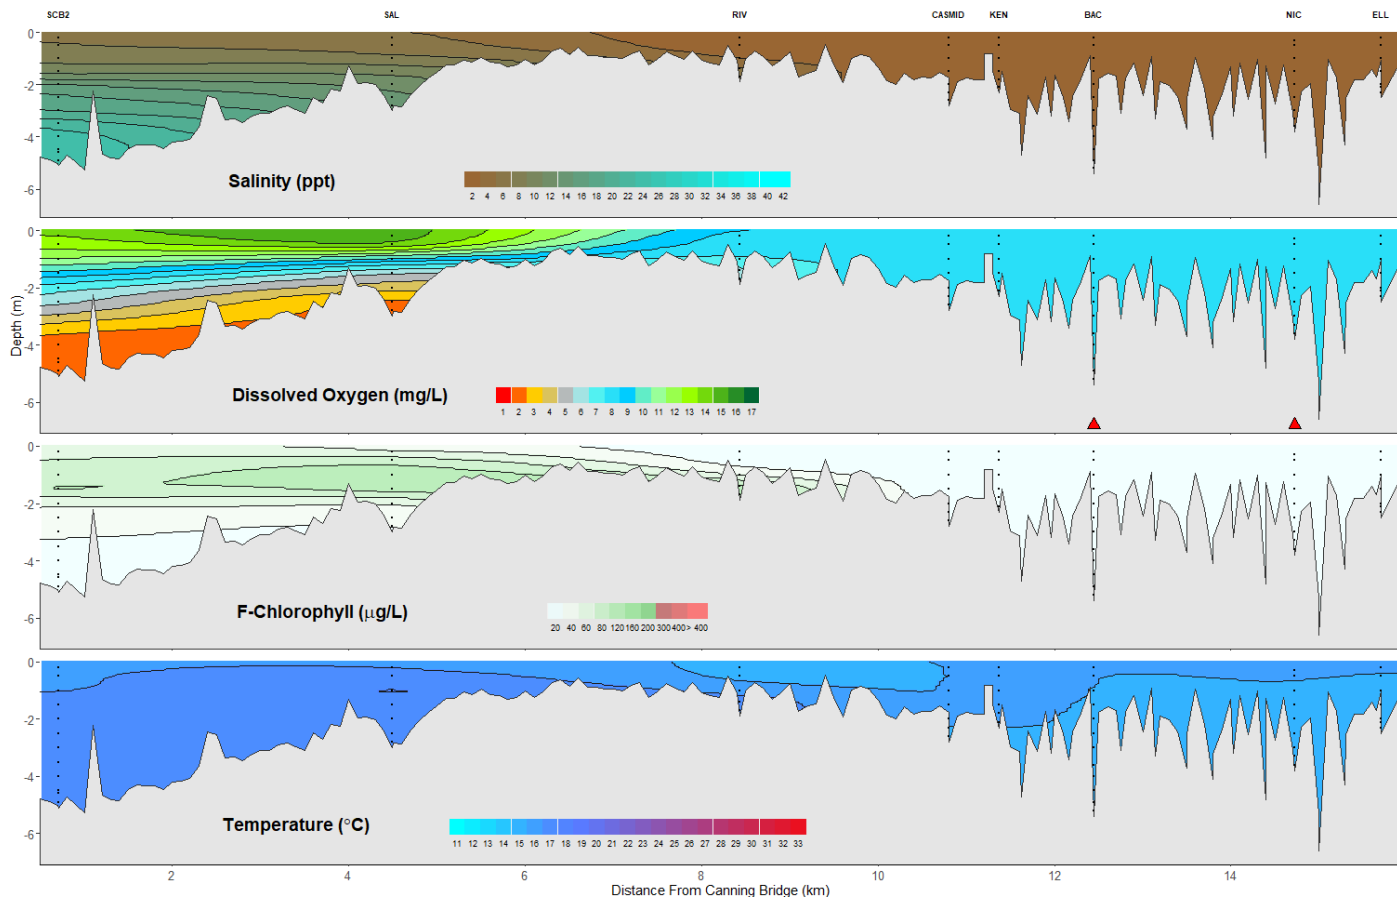 SCB2 SAL RIV CASMID KEN BAC NIC ELL
0
-2
-4
-6
Salinity (ppt)
2 4 6 8 10 12 14 16 18 20 22 24 26 28 30 32 34 36 38 40 42
0
-2
-4
-6
Dissolved Oxygen (mg/L)
1 2 3 4 5 6 7 8 9 10 11 12 13 14 15 16 17
Depth (m)
0
-2
-4
-6
F-Chlorophyll (µg/L)
20 40 60 80 120 160 200 300 400 > 400
0
-2
-4
-6
Temperature (°C)
11 12 13 14 15 16 17 18 19 20 21 22 23 24 25 26 27 28 29 30 31 32 33
2 4 6 8 10 12 14
Distance From Canning Bridge (km)